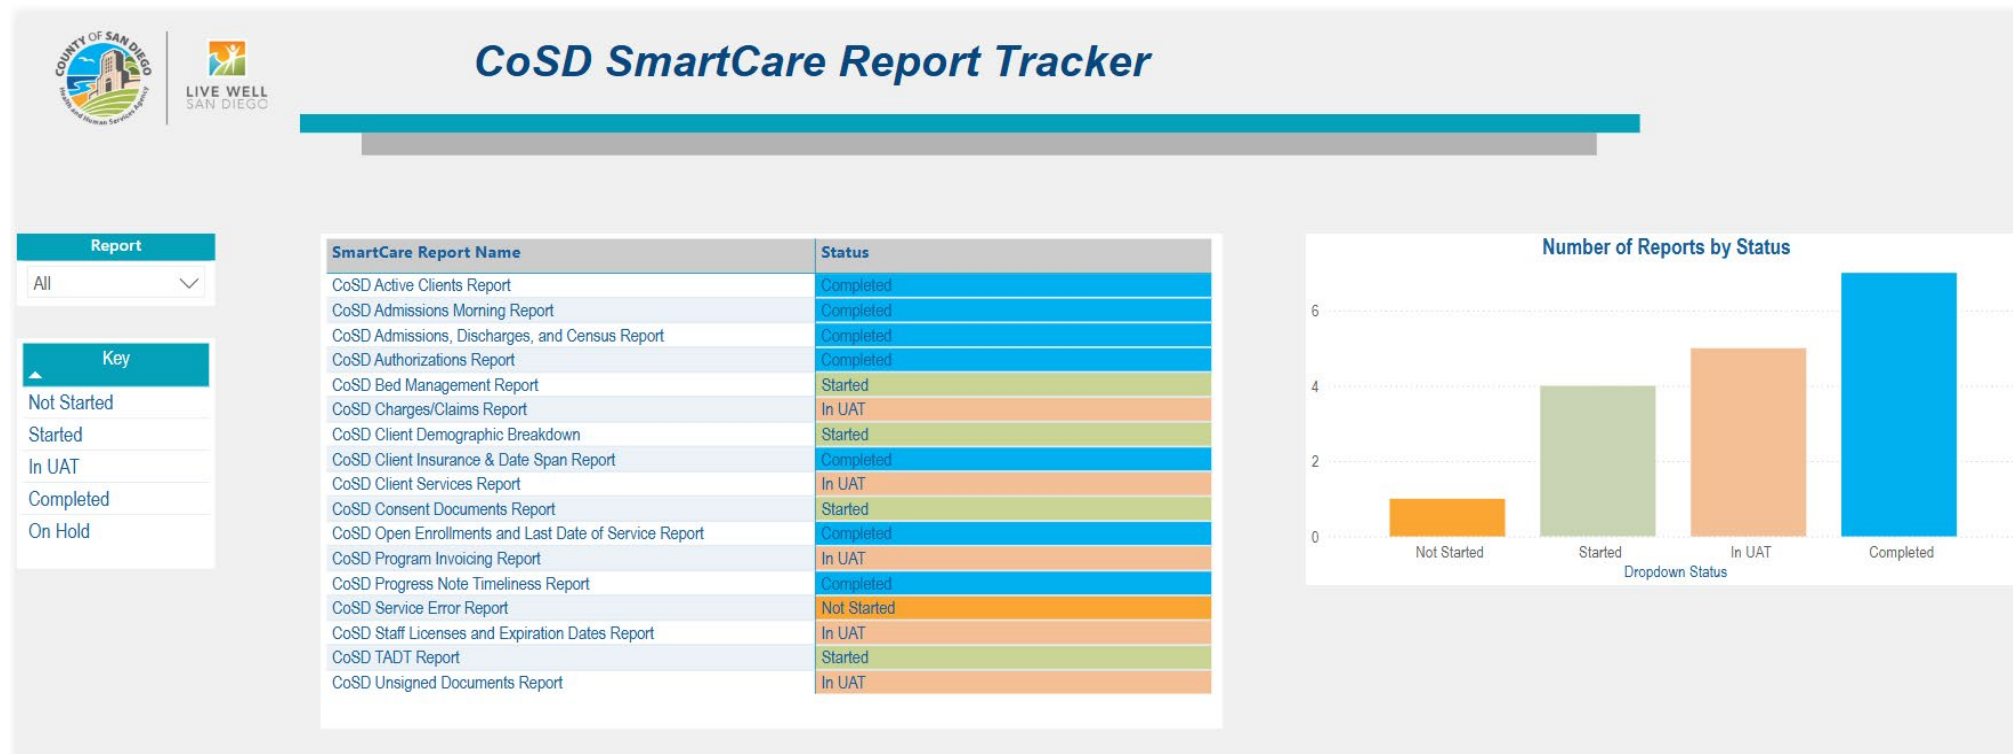 COUNTY OF SAN DIEGO
Health and Human Services Agency
LIVE WELL
SAN DIEGO
CoSD SmartCare Report Tracker
Report
All
Key
Not Started
Started
In UAT
Completed
On Hold
SmartCare Report Name Status
CoSD Active Clients Report Completed
CoSD Admissions Morning Report Completed
CoSD Admissions, Discharges, and Census Report Completed
CoSD Authorizations Report Completed
CoSD Bed Management Report Started
CoSD Charges/Claims Report In UAT
CoSD Client Demographic Breakdown Started
CoSD Client Insurance & Date Span Report Completed
CoSD Client Services Report In UAT
CoSD Consent Documents Report Started
CoSD Open Enrollments and Last Date of Service Report Completed
CoSD Program Invoicing Report In UAT
CoSD Progress Note Timeliness Report Completed
CoSD Service Error Report Not Started
CoSD Staff Licenses and Expiration Dates Report In UAT
CoSD TADT Report Started
CoSD Unsigned Documents Report In UAT
Number of Reports by Status
6
4
2
0
Not Started Started In UAT Completed
Dropdown Status